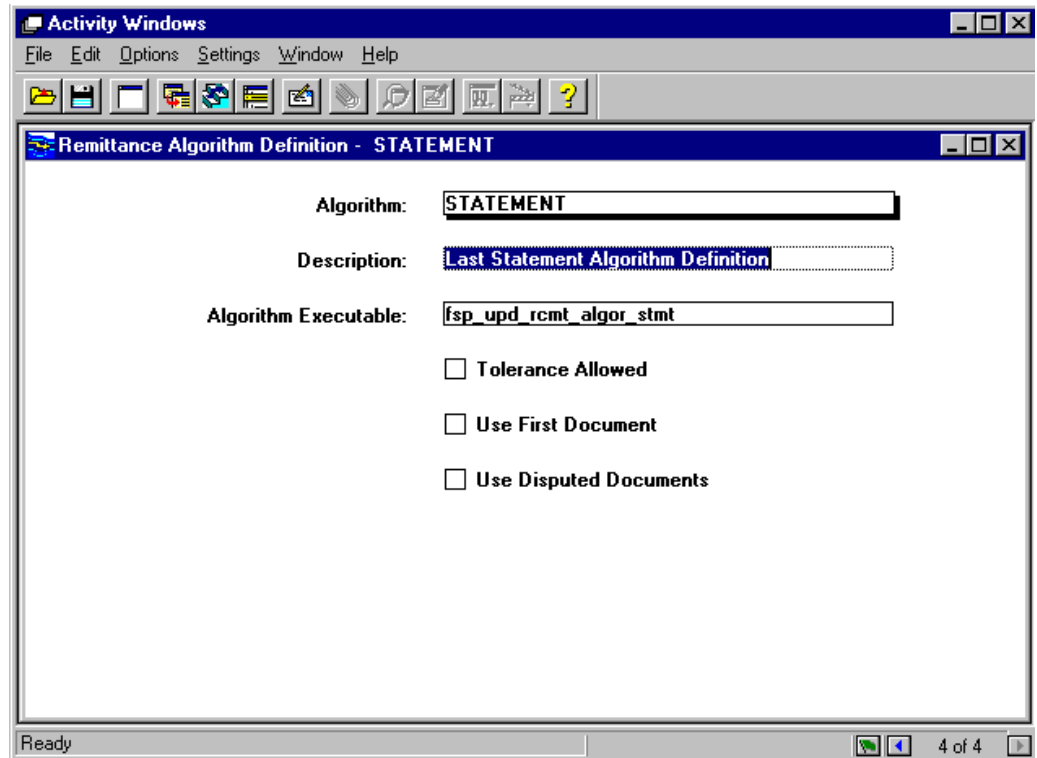 Activity Windows
File Edit Options Settings Window Help
Remittance Algorithm Definition - STATEMENT
Algorithm: STATEMENT
Description: Last Statement Algorithm Definition
Algorithm Executable: fsp_upd_rcmt_algor_stmt
Tolerance Allowed
Use First Document
Use Disputed Documents
Ready 4 of 4